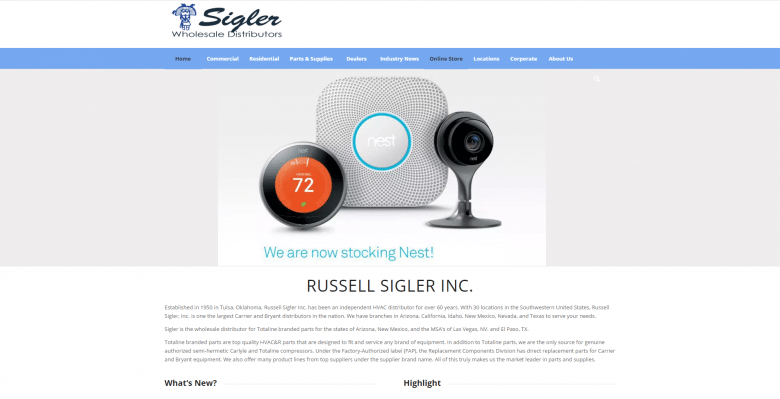 Sigler
Wholesale Distributors
Home Commercial Residential Parts & Supplies Dealers Industry News Online Store Locations Corporate About Us
nest
nest
72
nest
We are now stocking Nest!
RUSSELL SIGLER INC.
Established in 1950 in Tulsa, Oklahoma, Russell Sigler Inc. has been an independent HVAC distributor for over 60 years. With 30 locations in the Southwestern United States, Russell
Sigler, Inc. is one the largest Carrier and Bryant distributors in the nation. We have branches in Arizona, California, Idaho, New Mexico, Nevada, and Texas to serve your needs.
Sigler is the wholesale distributor for Totaline branded parts for the states of Arizona, New Mexico, and the MSA's of Las Vegas, NV. and El Paso, TX.
Totaline branded parts are top quality HVAC&R parts that are designed to fit and service any brand of equipment. In addition to Totaline parts, we are the only source for genuine
authorized semi-hermetic Carlyle and Totaline compressors. Under the Factory-Authorized label (FAP), the Replacement Components Division has direct replacement parts for Carrier
and Bryant equipment. We also offer many product lines from top suppliers under the supplier brand name. All of this truly makes us the market leader in parts and supplies.
What's New? Highlight